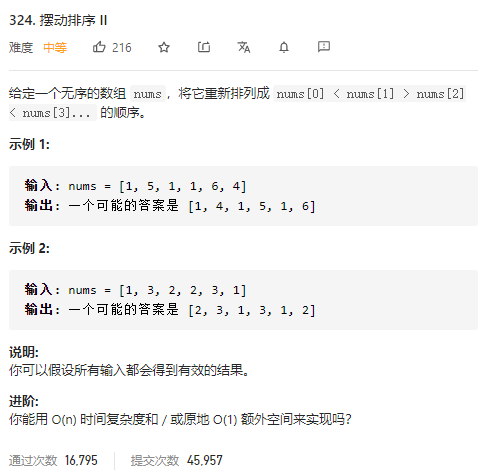 324. 摆动排序 II
难度 中等 216
给定一个无序的数组 nums，将它重新排列成 nums[0] < nums[1] > nums[2]
< nums[3]... 的顺序。
示例 1:
输入: nums = [1, 5, 1, 1, 6, 4]
输出: 一个可能的答案是 [1, 4, 1, 5, 1, 6]
示例 2:
输入: nums = [1, 3, 2, 2, 3, 1]
输出: 一个可能的答案是 [2, 3, 1, 3, 1, 2]
说明:
你可以假设所有输入都会得到有效的结果。
进阶:
你能用 O(n) 时间复杂度和 / 或原地 O(1) 额外空间来实现吗？
通过次数 16,795 提交次数 45,957